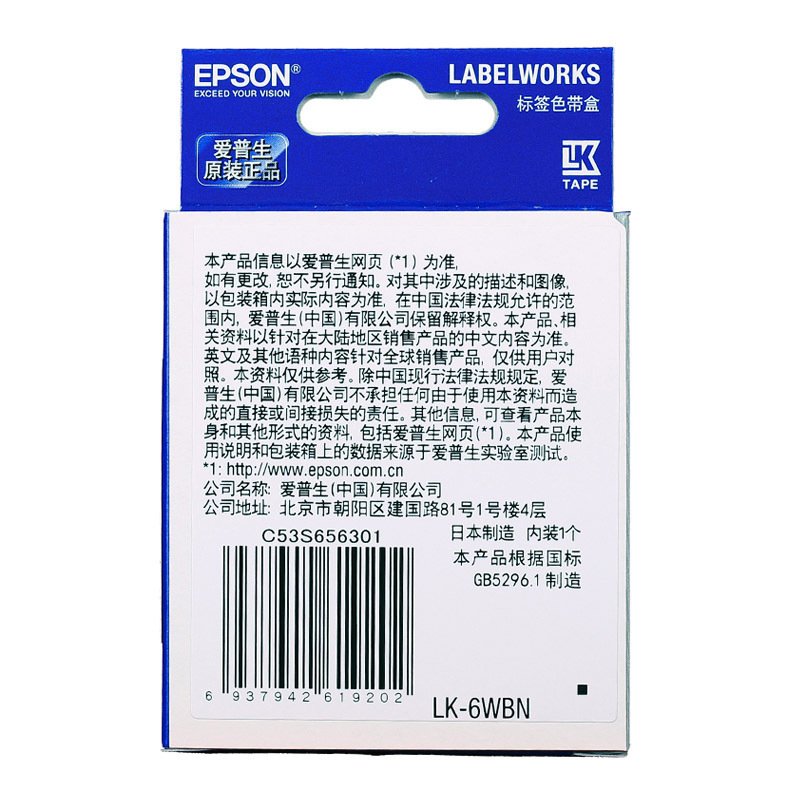 EPSON®
EXCEED YOUR VISION
LABELWORKS
标签色带盒
爱普生
原装正品
LK
TAPE
本产品信息以爱普生网页 (*1) 为准,
如有更改, 恕不另行通知。对其中涉及的描述和图像,
以包装箱内实际内容为准, 在中国法律法规允许的范
围内, 爱普生(中国)有限公司保留解释权。本产品、相
关资料以针对在大陆地区销售产品的中文内容为准。
英文及其他语种内容针对全球销售产品, 仅供用户对
照。本资料仅供参考。除中国现行法律法规规定, 爱
普生(中国)有限公司不承担任何由于使用本资料而造
成的直接或间接损失的责任。其他信息, 可查看产品本
身和其他形式的资料, 包括爱普生网页(*1)。本产品使
用说明和包装箱上的数据来源于爱普生实验室测试。
*1: http://www.epson.com.cn
公司名称: 爱普生(中国)有限公司
公司地址: 北京市朝阳区建国路81号1号楼4层
C53S656301
日本制造 内装1个
本产品根据国标
GB5296.1 制造
6 937942 619202
LK-6WBN